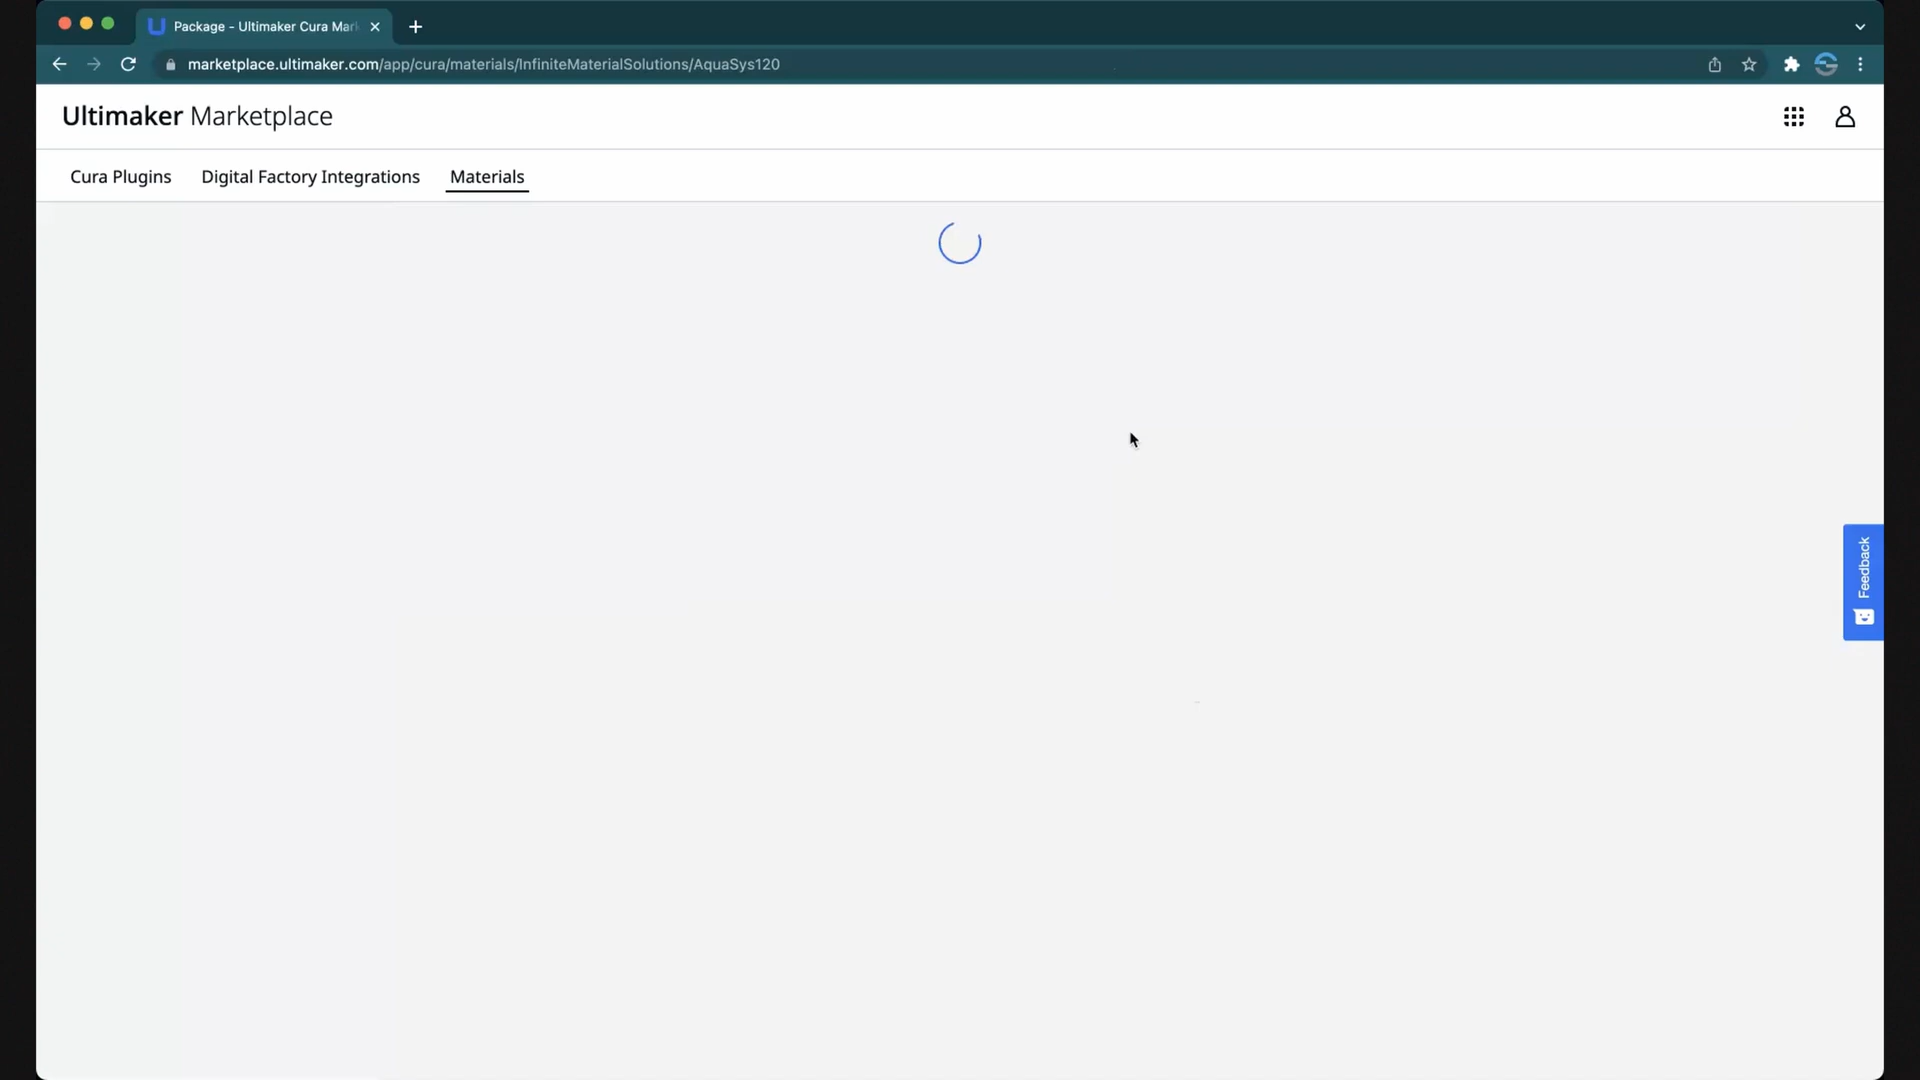 Package - Ultimaker Cura Mar
marketplace.ultimaker.com/app/cura/materials/InfiniteMaterialSolutions/AquaSys120
Ultimaker Marketplace
Cura Plugins Digital Factory Integrations Materials
Feedback